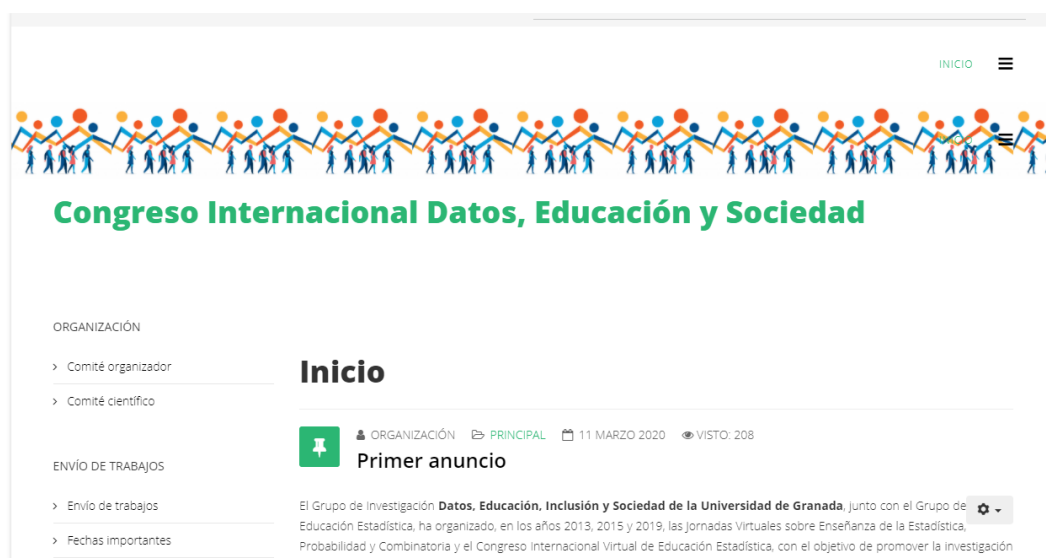 INICIO
INICIO
Congreso Internacional Datos, Educación y Sociedad
ORGANIZACIÓN
Comité organizador
Comité científico
ENVÍO DE TRABAJOS
Envío de trabajos
Fechas importantes
Inicio
ORGANIZACIÓN PRINCIPAL 11 MARZO 2020 VISTO: 208
Primer anuncio
El Grupo de Investigación Datos, Educación, Inclusión y Sociedad de la Universidad de Granada, junto con el Grupo de
Educación Estadística, ha organizado, en los años 2013, 2015 y 2019, las Jornadas Virtuales sobre Enseñanza de la Estadística,
Probabilidad y Combinatoria y el Congreso Internacional Virtual de Educación Estadística, con el objetivo de promover la investigación